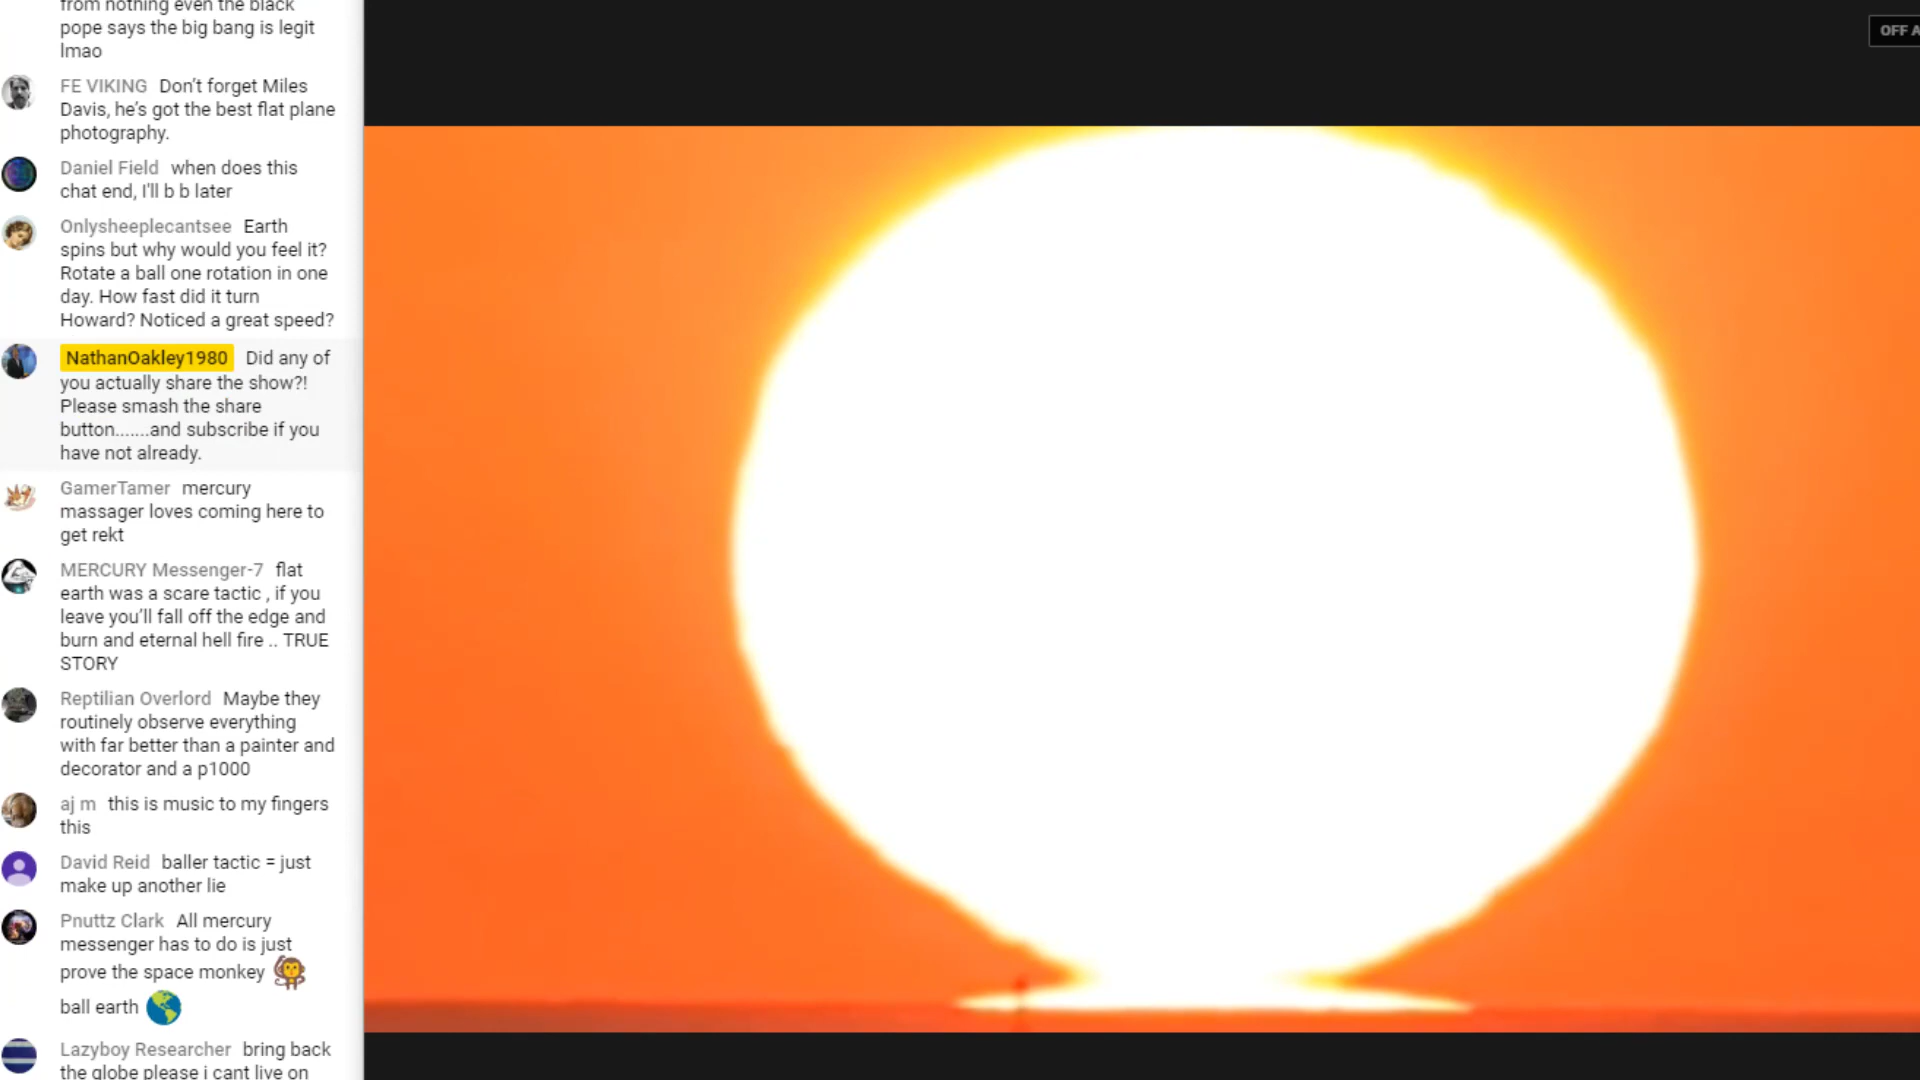 from nothing even the black
pope says the big bang is legit
lmao
FE VIKING Don't forget Miles
Davis, he's got the best flat plane
photography.
Daniel Field when does this
chat end, I'll b b later
Onlysheeplecantsee Earth
spins but why would you feel it?
Rotate a ball one rotation in one
day. How fast did it turn
Howard? Noticed a great speed?
NathanOakley1980 Did any of
you actually share the show?!
Please smash the share
button.......and subscribe if you
have not already.
GamerTamer mercury
massager loves coming here to
get rekt
MERCURY Messenger-7 flat
earth was a scare tactic , if you
leave you'll fall off the edge and
burn and eternal hell fire .. TRUE
STORY
Reptilian Overlord Maybe they
routinely observe everything
with far better than a painter and
decorator and a p1000
aj m this is music to my fingers
this
David Reid baller tactic = just
make up another lie
Pnuttz Clark All mercury
messenger has to do is just
prove the space monkey
ball earth
Lazyboy Researcher bring back
the globe please i cant live on
OFF A